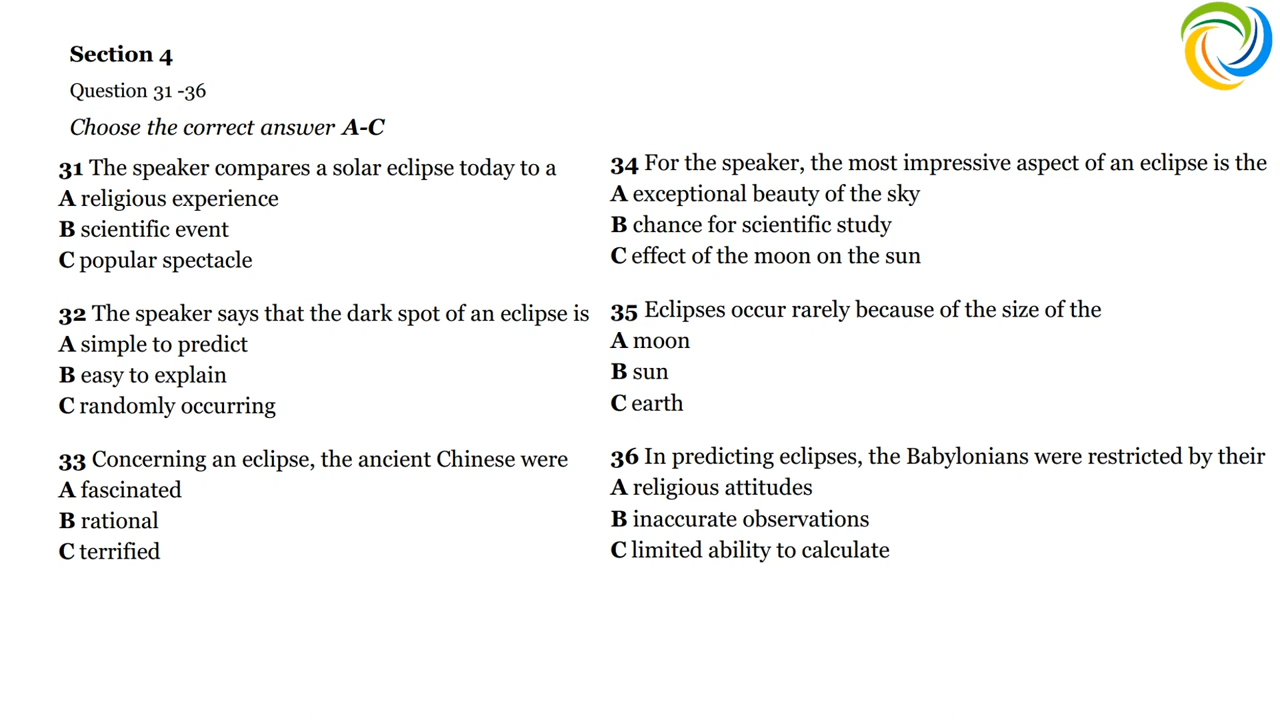 Section 4
Question 31 -36
Choose the correct answer A-C
31 The speaker compares a solar eclipse today to a
A religious experience
B scientific event
C popular spectacle
32 The speaker says that the dark spot of an eclipse is
A simple to predict
B easy to explain
C randomly occurring
33 Concerning an eclipse, the ancient Chinese were
A fascinated
B rational
C terrified
34 For the speaker, the most impressive aspect of an eclipse is the
A exceptional beauty of the sky
B chance for scientific study
C effect of the moon on the sun
35 Eclipses occur rarely because of the size of the
A moon
B sun
C earth
36 In predicting eclipses, the Babylonians were restricted by their
A religious attitudes
B inaccurate observations
C limited ability to calculate